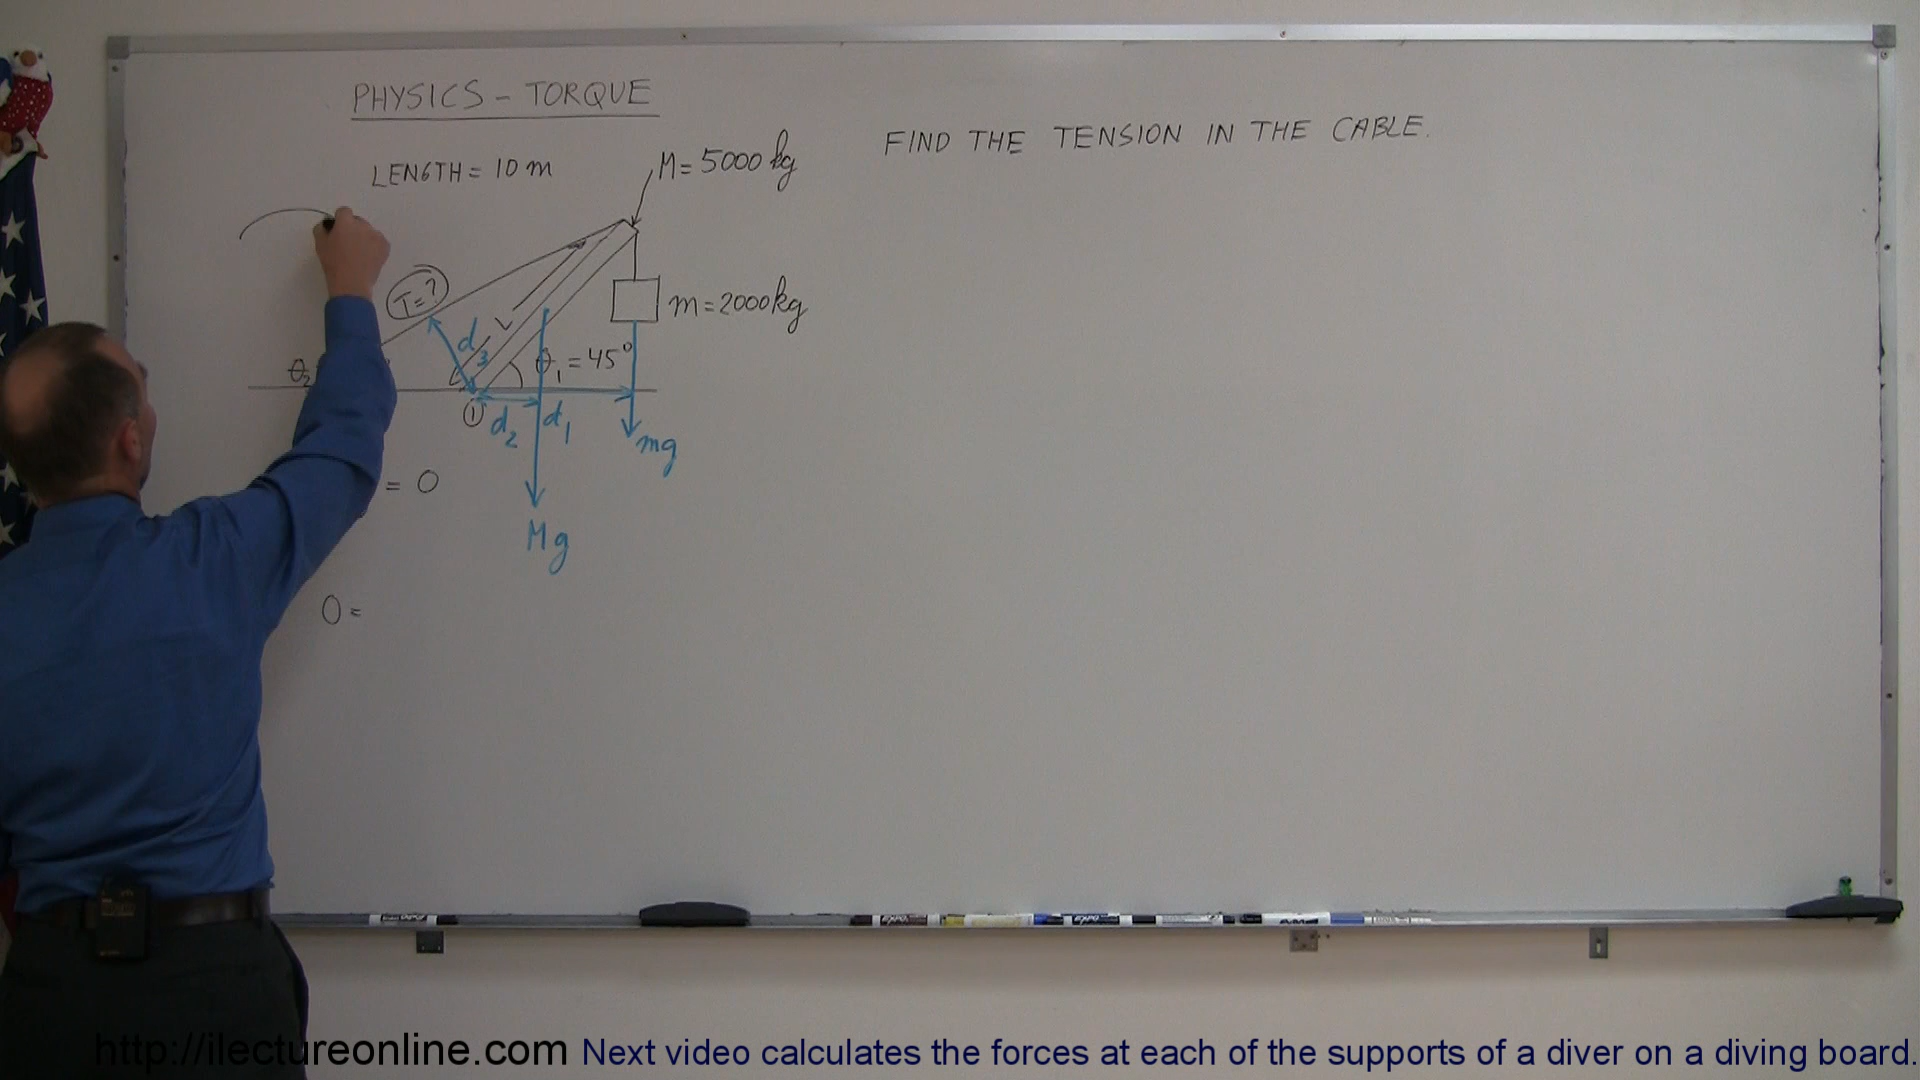 PHYSICS - TORQUE
FIND THE TENSION IN THE CABLE.
LENGTH = 10 m
M = 5000 kg
T = ?
m = 2000 kg
L
d3
θ1 = 45°
θ2
①
d2
d1
mg
= 0
Mg
0 =
http://ilectureonline.com Next video calculates the forces at each of the supports of a diver on a diving board.